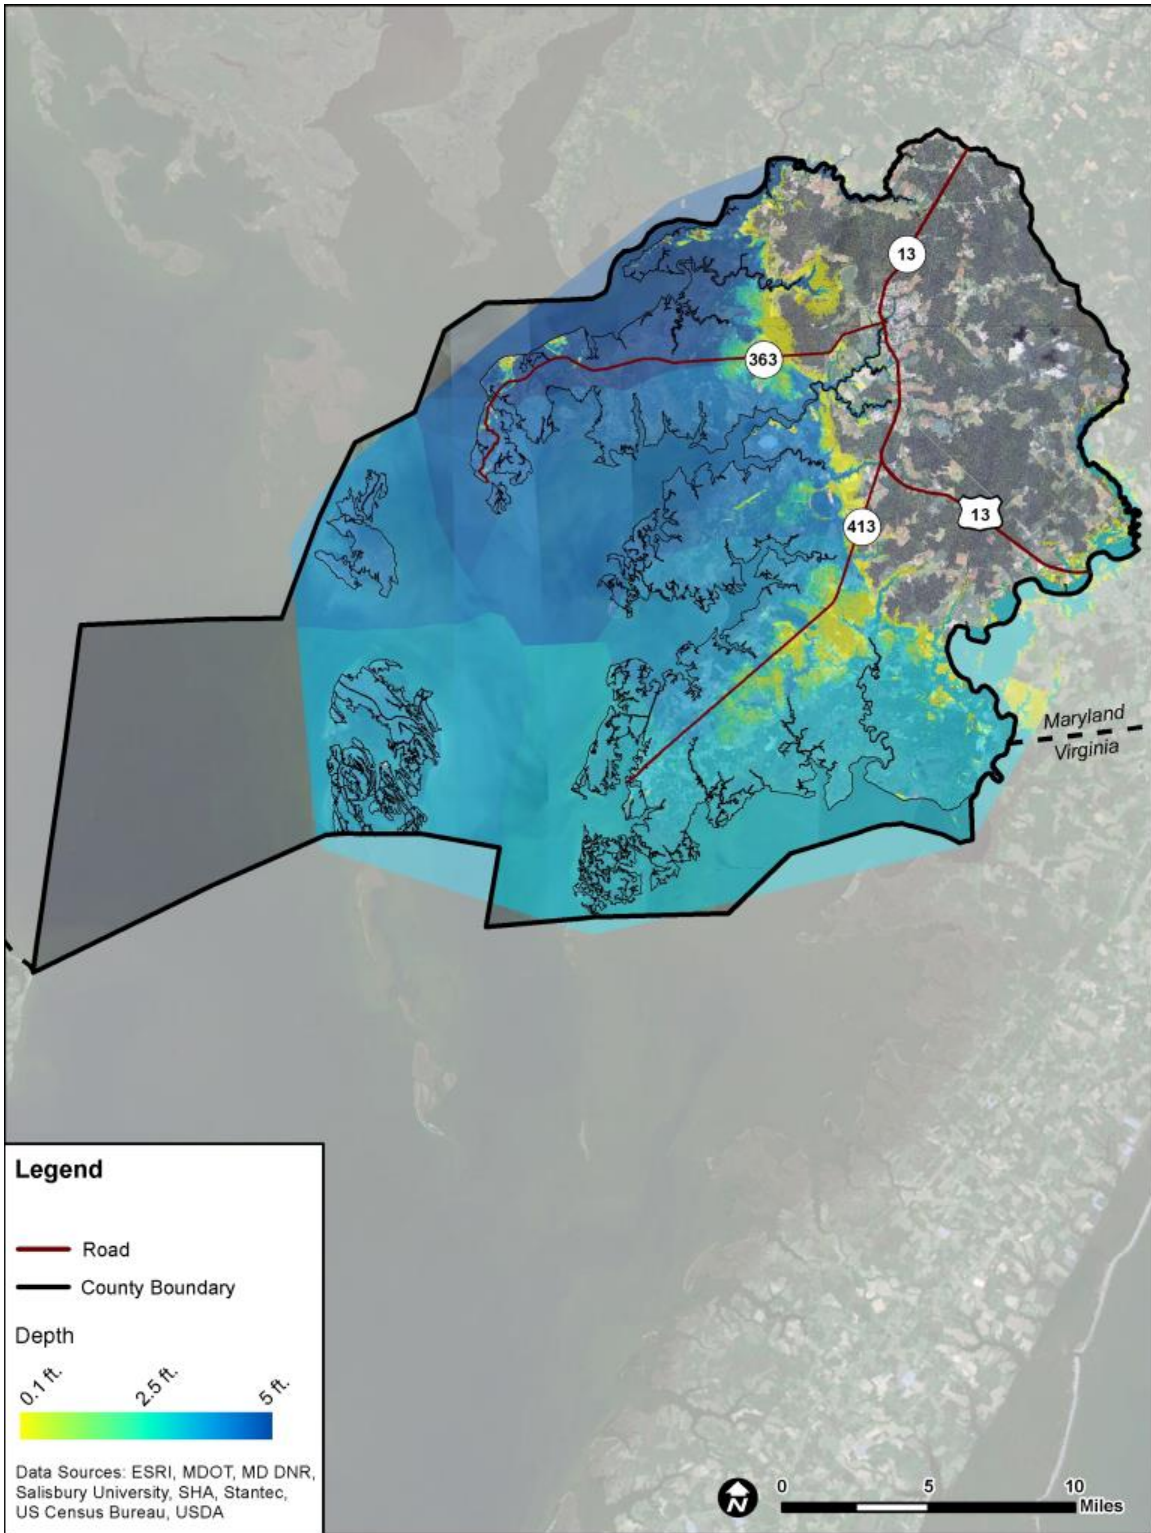 13
363
413
13
Maryland
Virginia
Legend
Road
County Boundary
Depth
0.1 ft.
2.5 ft.
5 ft.
Data Sources: ESRI, MDOT, MD DNR,
Salisbury University, SHA, Stantec,
US Census Bureau, USDA
N
0
5
10
Miles